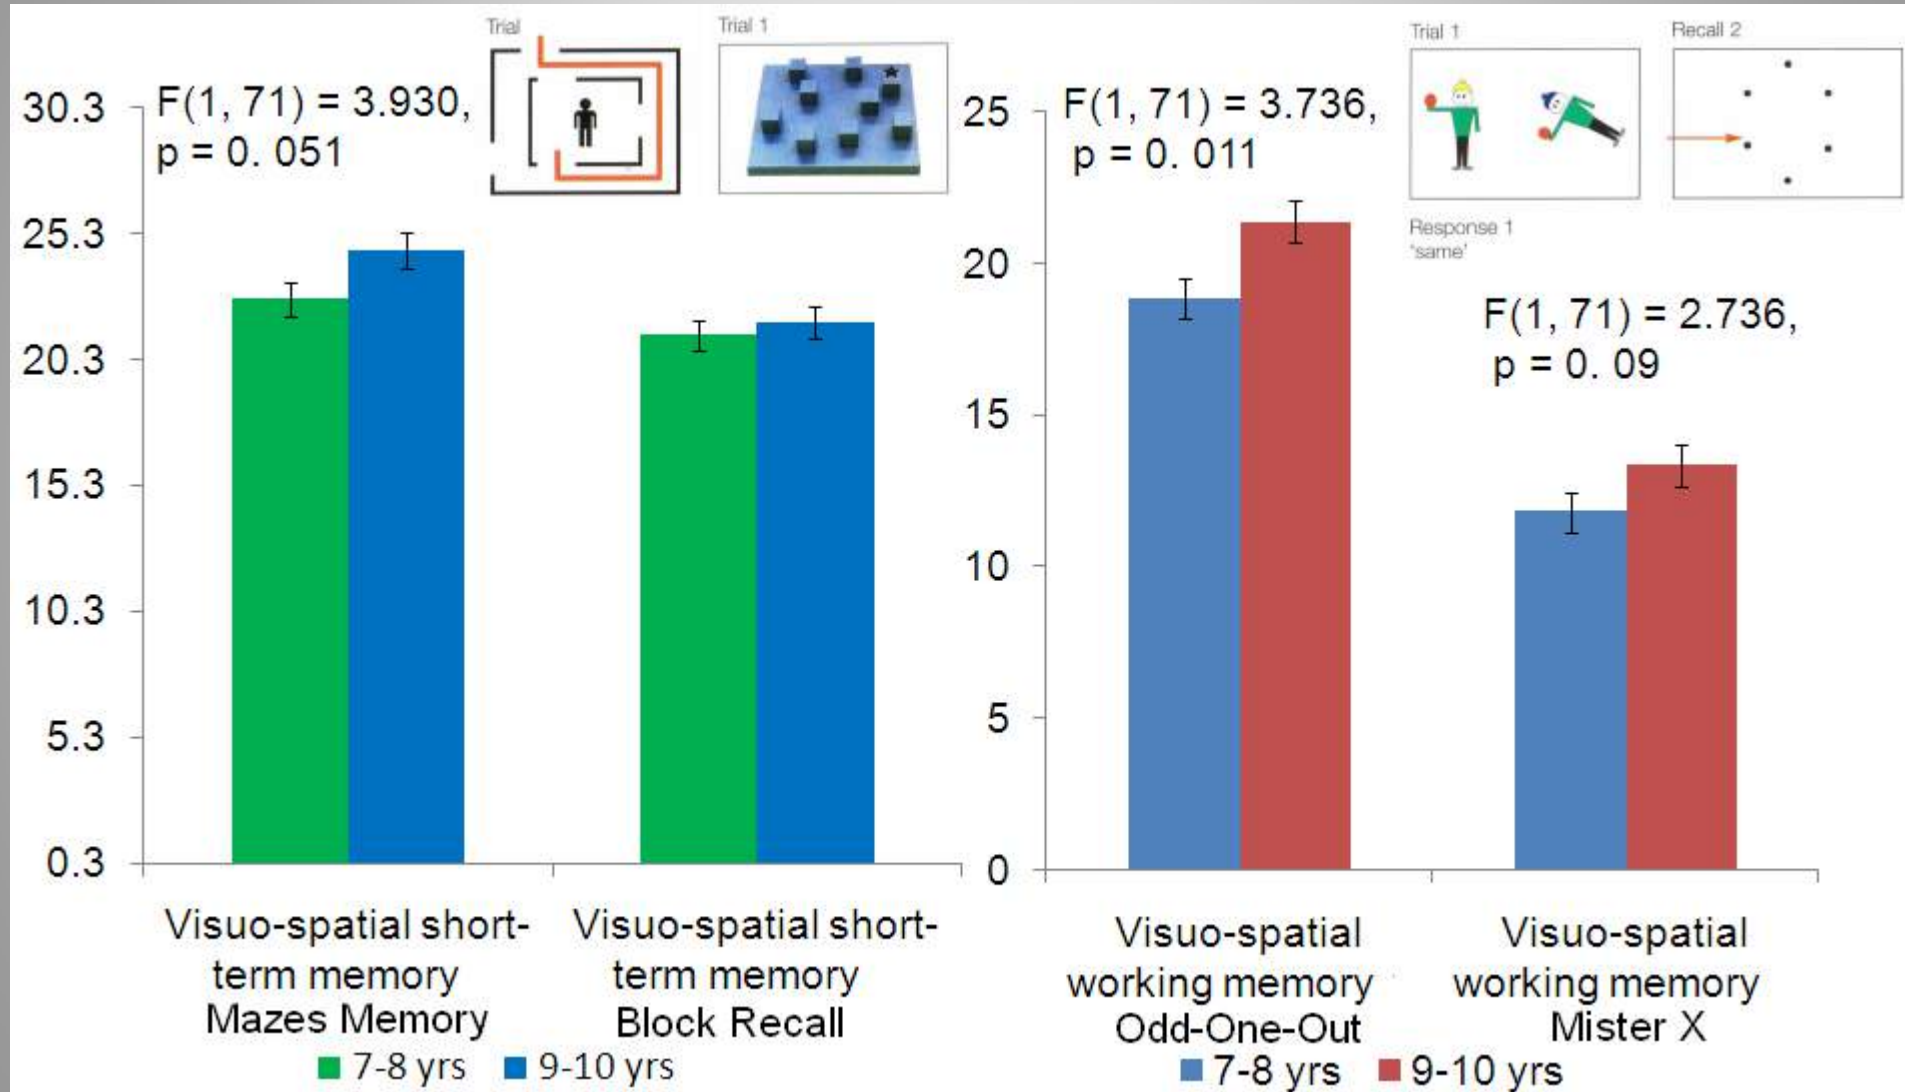 Trial
Trial 1
F(1, 71) = 3.930,
p = 0. 051
30.3
25.3
20.3
15.3
10.3
5.3
0.3
Visuo-spatial short-
term memory
Mazes Memory
Visuo-spatial short-
term memory
Block Recall
7-8 yrs
9-10 yrs
Trial 1
Recall 2
Response 1
'same'
F(1, 71) = 3.736,
p = 0. 011
F(1, 71) = 2.736,
p = 0. 09
25
20
15
10
5
0
Visuo-spatial
working memory
Odd-One-Out
Visuo-spatial
working memory
Mister X
7-8 yrs
9-10 yrs